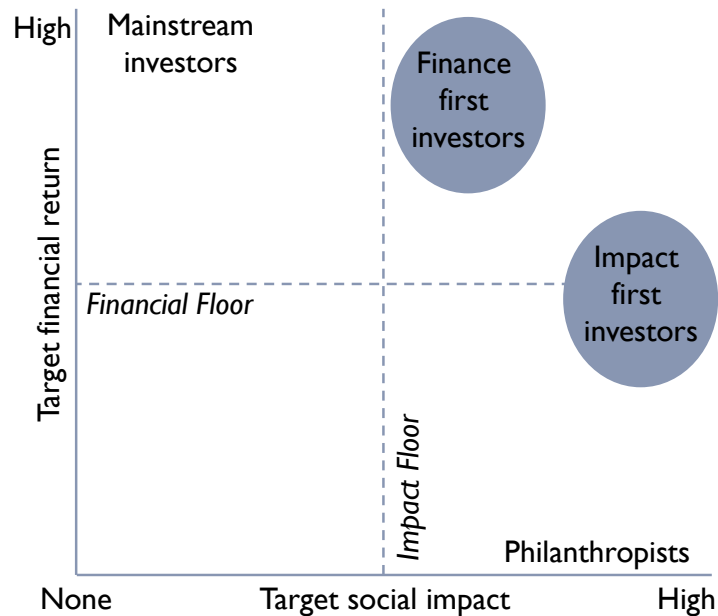 High
Mainstream
investors
Finance
first
investors
Target financial return
Impact
first
investors
Financial Floor
Impact Floor
Philanthropists
None
Target social impact
High